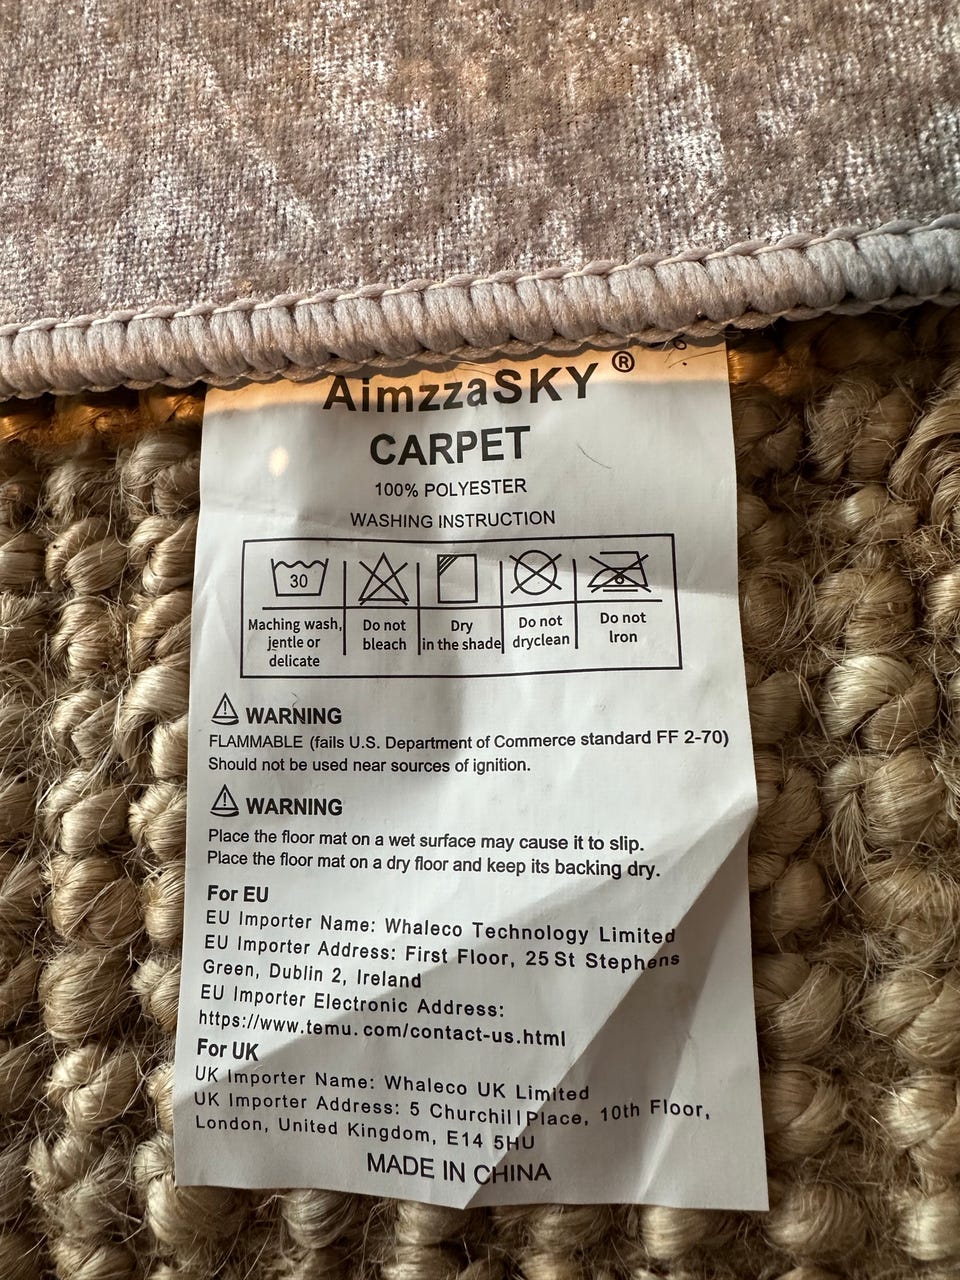 AimzzaSKY®
CARPET
100% POLYESTER
WASHING INSTRUCTION
30
Maching wash,
jentle or
delicate
Do not
bleach
Dry
in the shade
Do not
dryclean
Do not
Iron
WARNING
FLAMMABLE (fails U.S. Department of Commerce standard FF 2-70)
Should not be used near sources of ignition.
WARNING
Place the floor mat on a wet surface may cause it to slip.
Place the floor mat on a dry floor and keep its backing dry.
For EU
EU Importer Name: Whaleco Technology Limited
EU Importer Address: First Floor, 25 St Stephens
Green, Dublin 2, Ireland
EU Importer Electronic Address:
https://www.temu.com/contact-us.html
For UK
UK Importer Name: Whaleco UK Limited
UK Importer Address: 5 Churchill Place, 10th Floor,
London, United Kingdom, E14 5HU
MADE IN CHINA